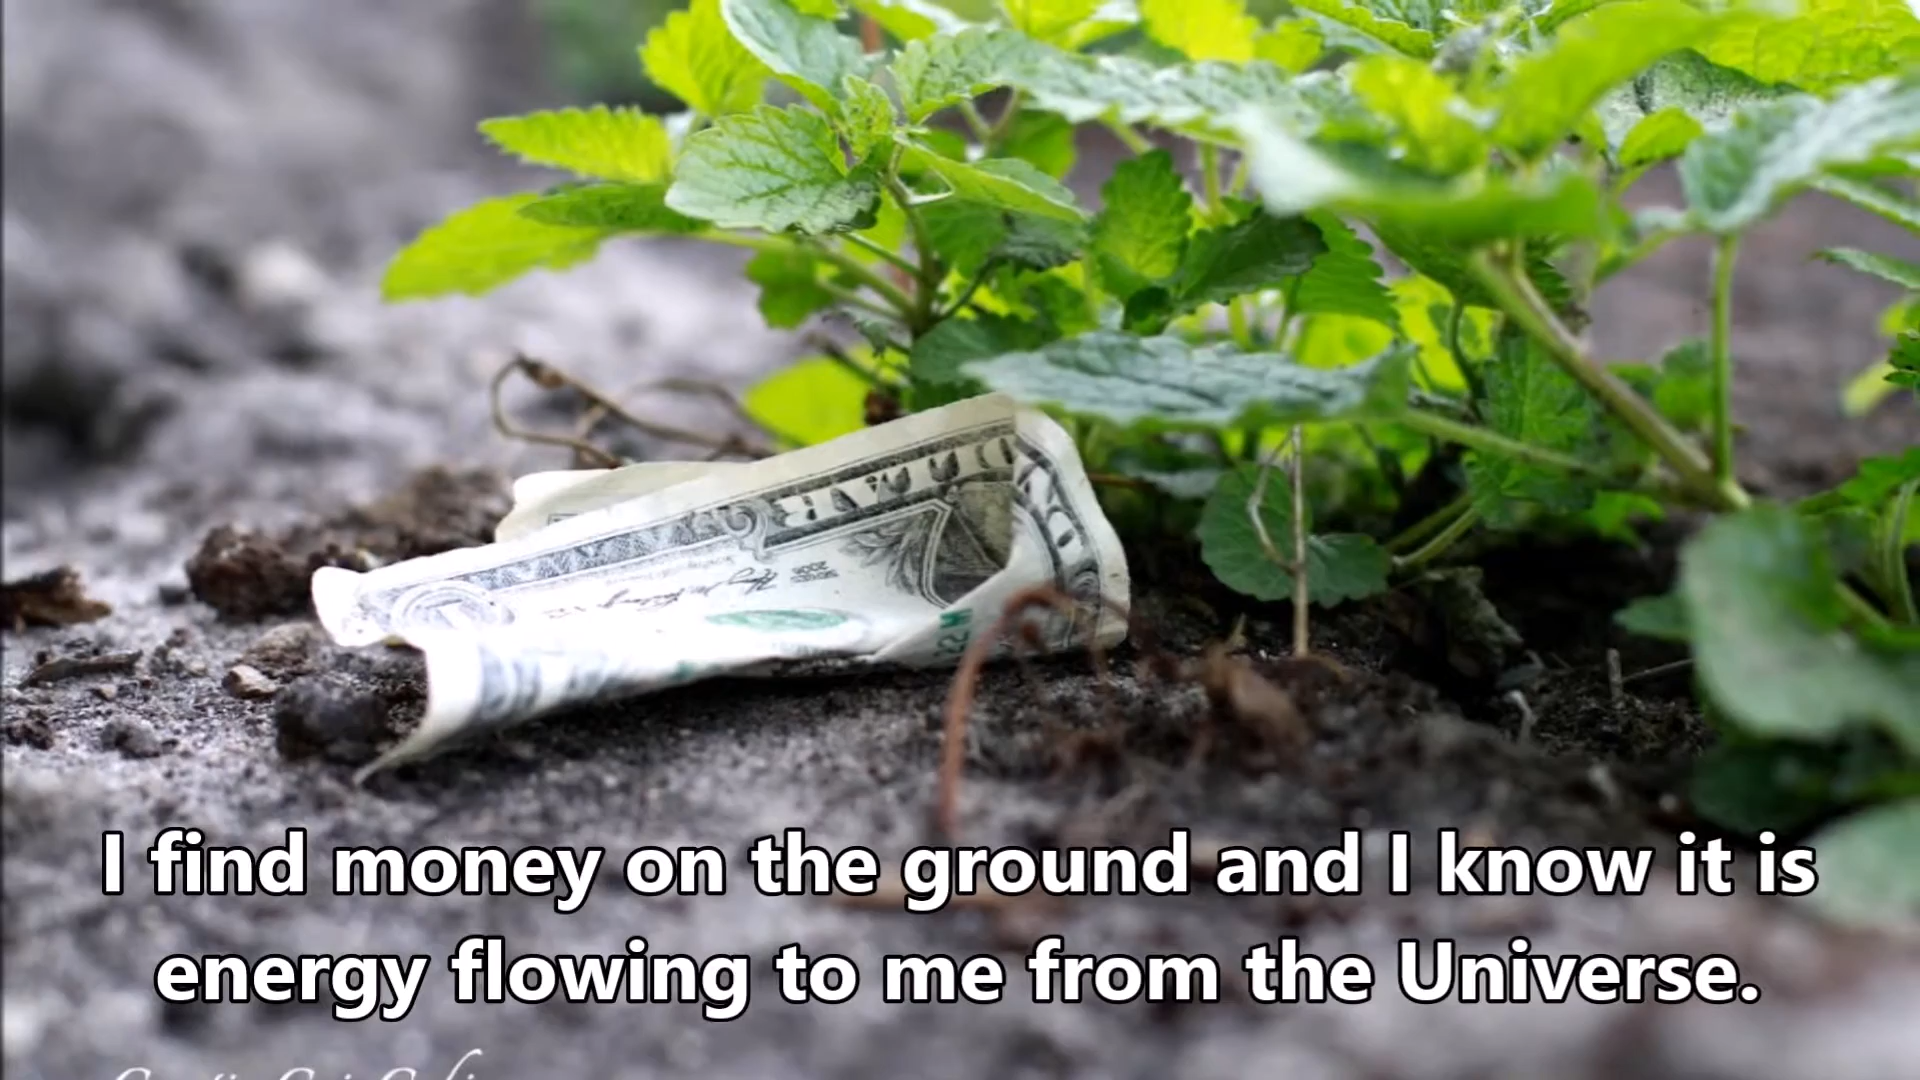 I find money on the ground and I know it is
energy flowing to me from the Universe.